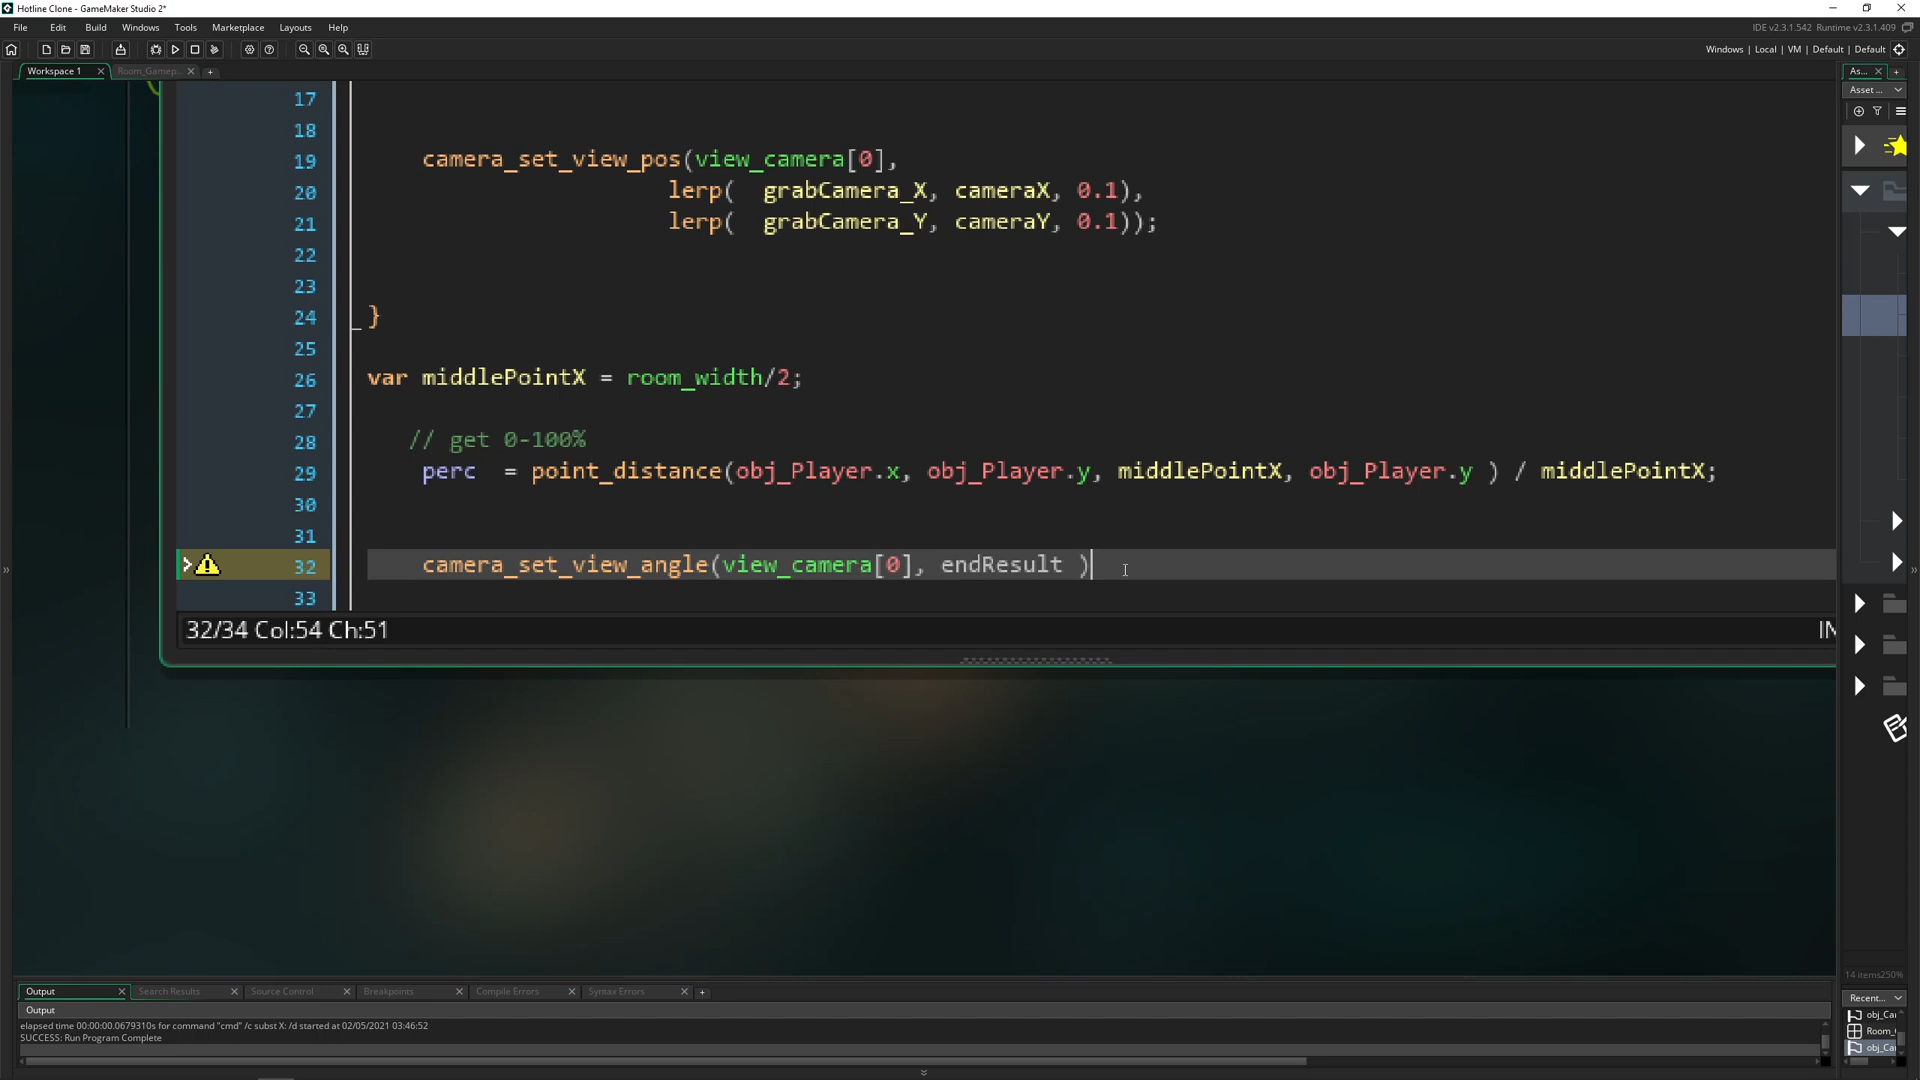 Hotline Clone - GameMaker Studio 2*
File Edit Build Windows Tools Marketplace Layouts Help
IDE v2.3.1.542 Runtime v2.3.1.409
Windows | Local | VM | Default | Default
Workspace 1
Room_Gamep...
As...
Asset ...
17
18
19 camera_set_view_pos(view_camera[0],
20 lerp( grabCamera_X, cameraX, 0.1),
21 lerp( grabCamera_Y, cameraY, 0.1));
22
23
24 }
25
26 var middlePointX = room_width/2;
27
28 // get 0-100%
29 perc = point_distance(obj_Player.x, obj_Player.y, middlePointX, obj_Player.y ) / middlePointX;
30
31
32 camera_set_view_angle(view_camera[0], endResult )
33
32/34 Col:54 Ch:51
IN
14 items 250%
Recent...
obj_Ca
Room_
obj_Ca
Output Search Results Source Control Breakpoints Compile Errors Syntax Errors
Output
elapsed time 00:00:00.0679310s for command "cmd" /c subst X: /d started at 02/05/2021 03:46:52
SUCCESS: Run Program Complete